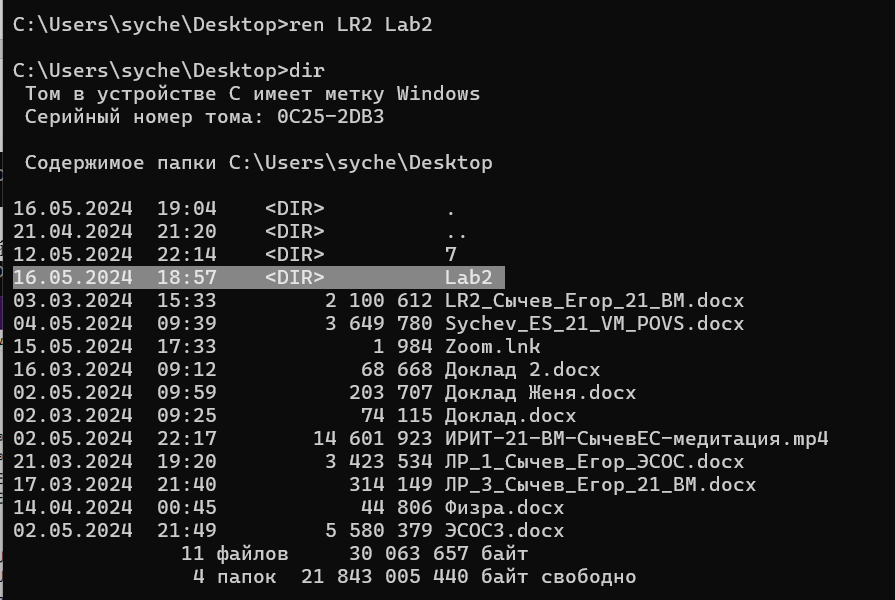 C:\Users\syche\Desktop>ren LR2 Lab2
C:\Users\syche\Desktop>dir
Том в устройстве C имеет метку Windows
Серийный номер тома: 0C25-2DB3
Содержимое папки C:\Users\syche\Desktop
16.05.2024  19:04    <DIR>          .
21.04.2024  21:20    <DIR>          ..
12.05.2024  22:14    <DIR>          7
16.05.2024  18:57    <DIR>          Lab2
03.03.2024  15:33         2 100 612 LR2_Сычев_Егор_21_ВМ.docx
04.05.2024  09:39         3 649 780 Sychev_ES_21_VM_POVS.docx
15.05.2024  17:33             1 984 Zoom.lnk
16.03.2024  09:12            68 668 Доклад 2.docx
02.05.2024  09:59           203 707 Доклад Женя.docx
02.03.2024  09:25            74 115 Доклад.docx
02.05.2024  22:17        14 601 923 ИРИТ-21-ВМ-СычевЕС-медитация.mp4
21.03.2024  19:20         3 423 534 ЛР_1_Сычев_Егор_ЭСОС.docx
17.03.2024  21:40           314 149 ЛР_3_Сычев_Егор_21_ВМ.docx
14.04.2024  00:45            44 806 Физра.docx
02.05.2024  21:49         5 580 379 ЭСОС3.docx
11 файлов     30 063 657 байт
4 папок  21 843 005 440 байт свободно